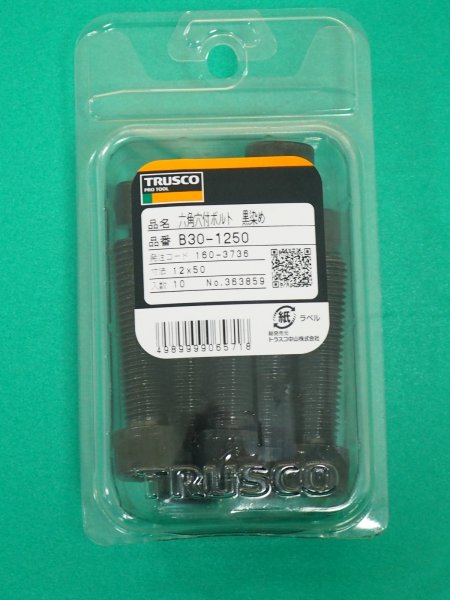 TRUSCO
PRO TOOL
品名 六角穴付ボルト 黒染め
品番 B30-1250
発注コード 160-3736
寸法 12×50
入数 10 No.363859
4989999065718
紙 ラベル
総発売元
トラスコ中山株式会社
TRUSCO